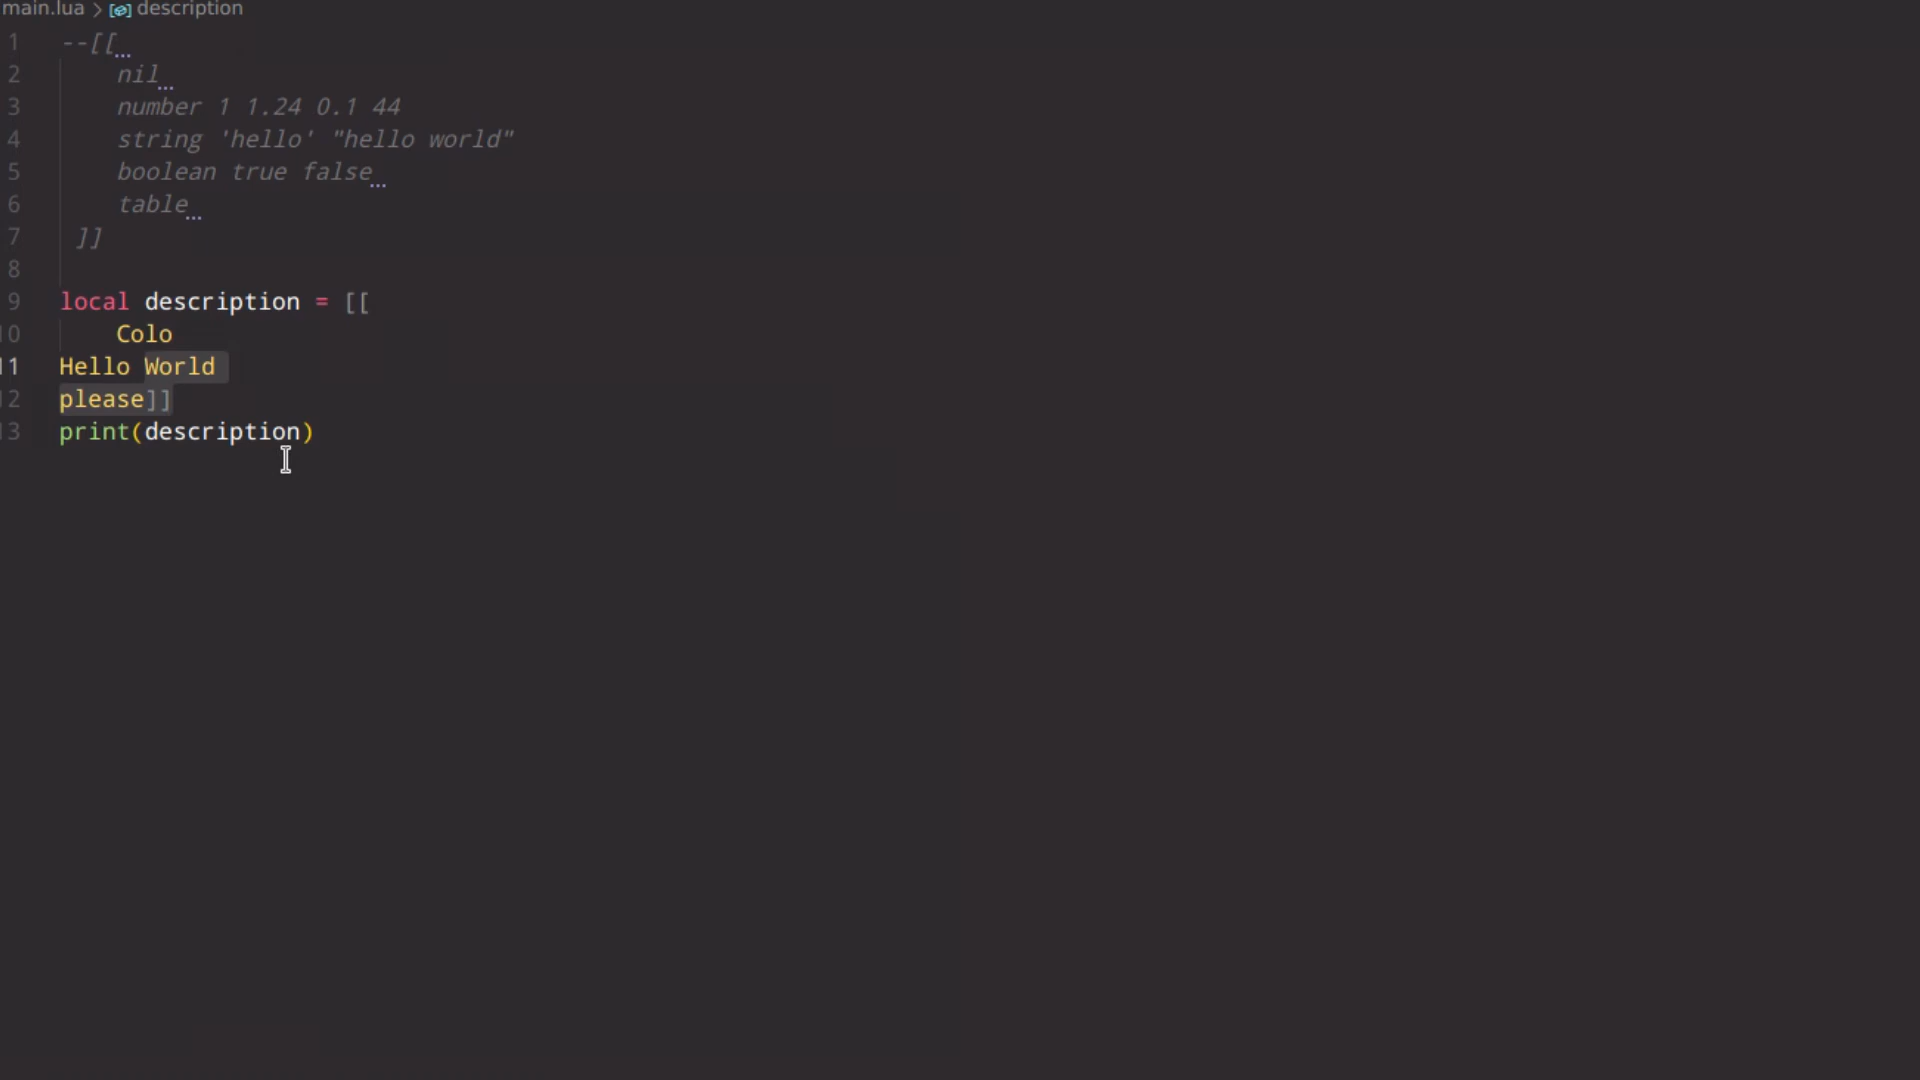 main.lua > description
1 --[[
2     nil
3     number 1 1.24 0.1 44
4     string 'hello' "hello world"
5     boolean true false
6     table
7  ]]
8
9 local description = [[
10     Colo
11 Hello World
12 please]]
13 print(description)